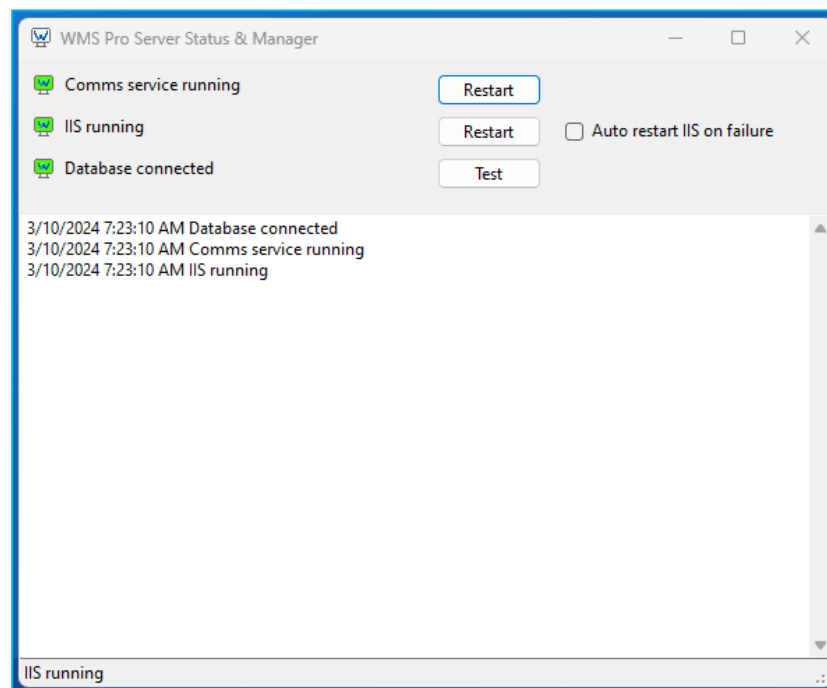 WMS Pro Server Status & Manager
Comms service running
Restart
IIS running
Restart
Auto restart IIS on failure
Database connected
Test
3/10/2024 7:23:10 AM Database connected
3/10/2024 7:23:10 AM Comms service running
3/10/2024 7:23:10 AM IIS running
IIS running